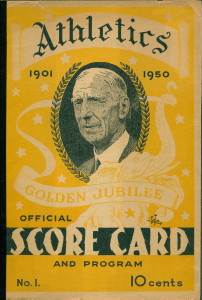 Athletics
1901 1950
GOLDEN JUBILEE
OFFICIAL
SCORE CARD
AND PROGRAM
No. 1. 10 cents